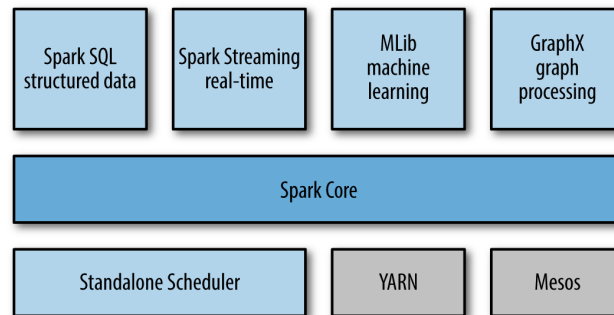 Spark SQL
structured data
Spark Streaming
real-time
MLib
machine
learning
GraphX
graph
processing
Spark Core
Standalone Scheduler
YARN
Mesos